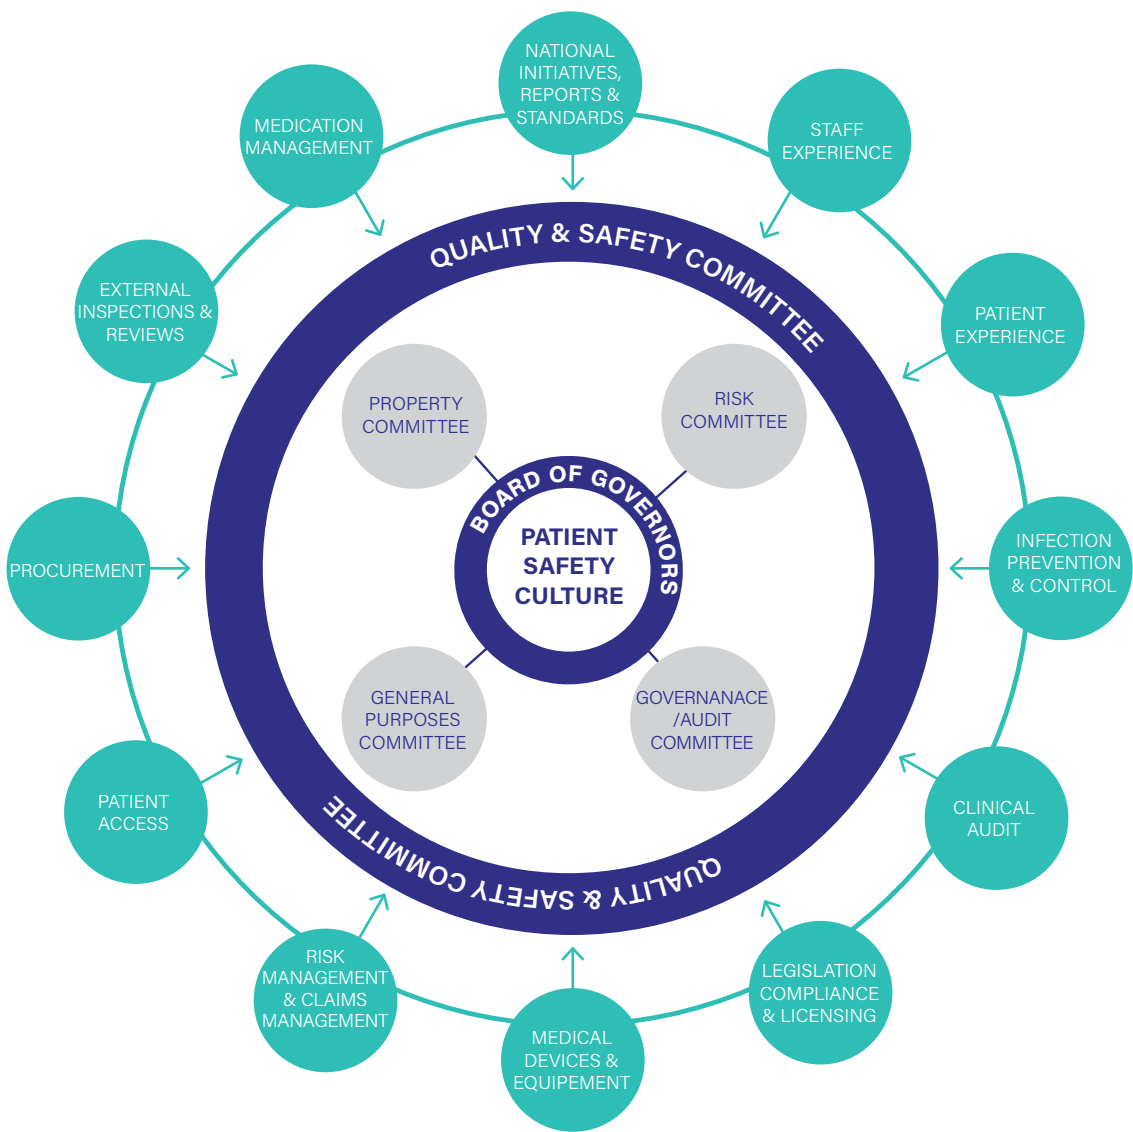 NATIONAL
INITIATIVES,
REPORTS &
STANDARDS
STAFF
EXPERIENCE
PATIENT
EXPERIENCE
INFECTION
PREVENTION
& CONTROL
CLINICAL
AUDIT
LEGISLATION
COMPLIANCE
& LICENSING
MEDICAL
DEVICES &
EQUIPEMENT
RISK
MANAGEMENT
& CLAIMS
MANAGEMENT
PATIENT
ACCESS
PROCUREMENT
EXTERNAL
INSPECTIONS &
REVIEWS
MEDICATION
MANAGEMENT
QUALITY & SAFETY COMMITTEE
QUALITY & SAFETY COMMITTEE
PROPERTY
COMMITTEE
RISK
COMMITTEE
BOARD OF GOVERNORS
PATIENT
SAFETY
CULTURE
GENERAL
PURPOSES
COMMITTEE
GOVERNANACE
/AUDIT
COMMITTEE